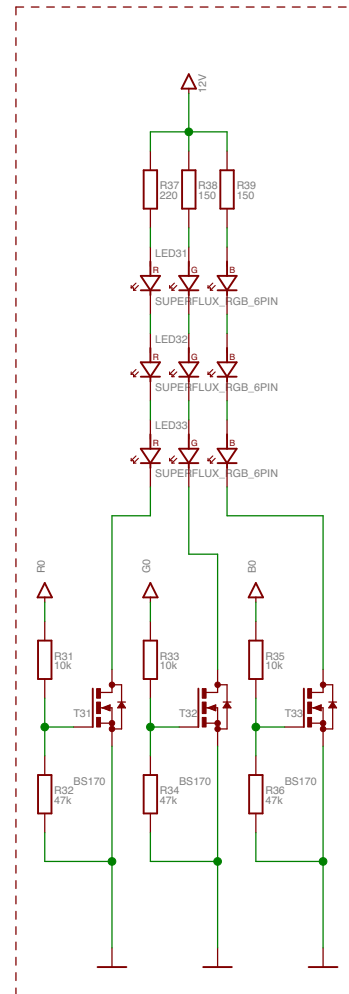 12V
R37
220
R38
150
R39
150
LED31
R
G
B
SUPERFLUX_RGB_6PIN
LED32
R
G
B
SUPERFLUX_RGB_6PIN
LED33
R
G
B
SUPERFLUX_RGB_6PIN
R0
G0
B0
R31
10k
R33
10k
R35
10k
T31
T32
T33
BS170
BS170
BS170
R32
47k
R34
47k
R36
47k